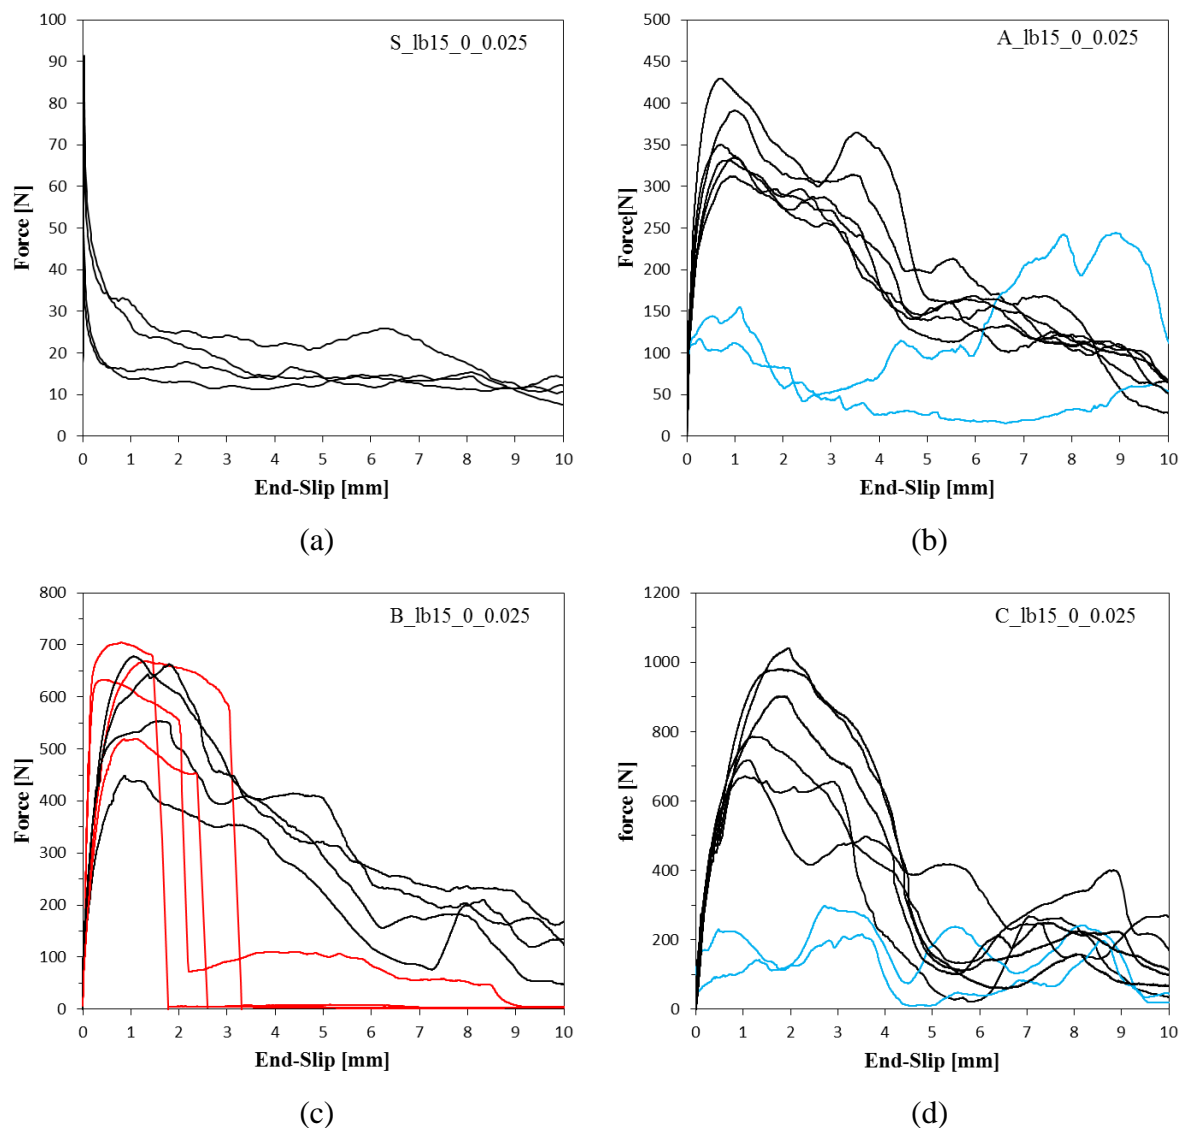 S_lb15_0_0.025
Force [N]
100
90
80
70
60
50
40
30
20
10
0
0 1 2 3 4 5 6 7 8 9 10
End-Slip [mm]
(a)
A_lb15_0_0.025
Force[N]
500
450
400
350
300
250
200
150
100
50
0
0 1 2 3 4 5 6 7 8 9 10
End-Slip [mm]
(b)
B_lb15_0_0.025
Force [N]
800
700
600
500
400
300
200
100
0
0 1 2 3 4 5 6 7 8 9 10
End-Slip [mm]
(c)
C_lb15_0_0.025
force [N]
1200
1000
800
600
400
200
0
0 1 2 3 4 5 6 7 8 9 10
End-Slip [mm]
(d)